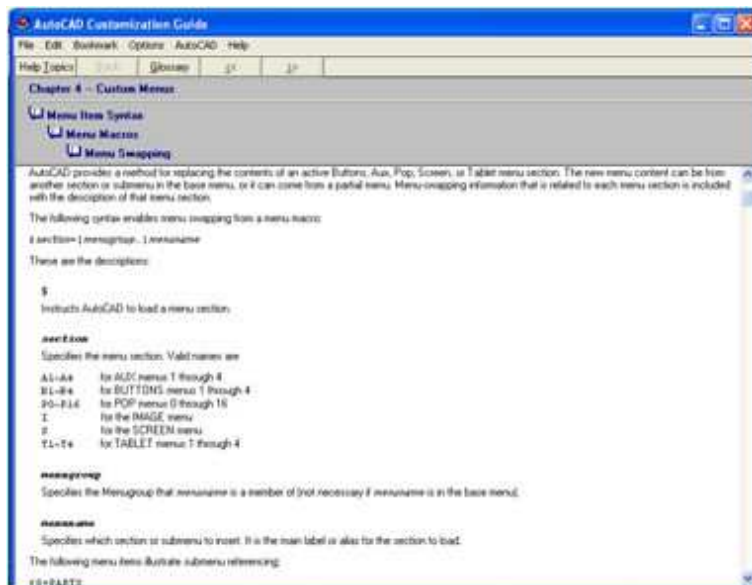 AutoCAD Customization Guide
File Edit Bookmark Options AutoCAD Help
Help Topics Back Glossary << >>
Chapter 4 - Custom Menus
Menu Item Syntax
Menu Macros
Menu Swapping
AutoCAD provides a method for replacing the contents of an active Buttons, Aux, Pop, Screen, or Tablet menu section. The new menu content can be from
another section or submenu in the base menu, or it can come from a partial menu. Menu-swapping information that is related to each menu section is included
with the description of that menu section.
The following syntax enables menu swapping from a menu macro:
$section=[menugroup.]menuname
These are the descriptions:
$
Instructs AutoCAD to load a menu section.
section
Specifies the menu section. Valid names are
A1-A4 for AUX menus 1 through 4
B1-B4 for BUTTONS menus 1 through 4
P0-P16 for POP menus 0 through 16
I for the IMAGE menu
S for the SCREEN menu
T1-T4 for TABLET menus 1 through 4
menugroup
Specifies the Menugroup that menuname is a member of (not necessary if menuname is in the base menu).
menuname
Specifies which section or submenu to insert. It is the main label or alias for the section to load.
The following menu items illustrate submenu referencing:
$S=PARTS